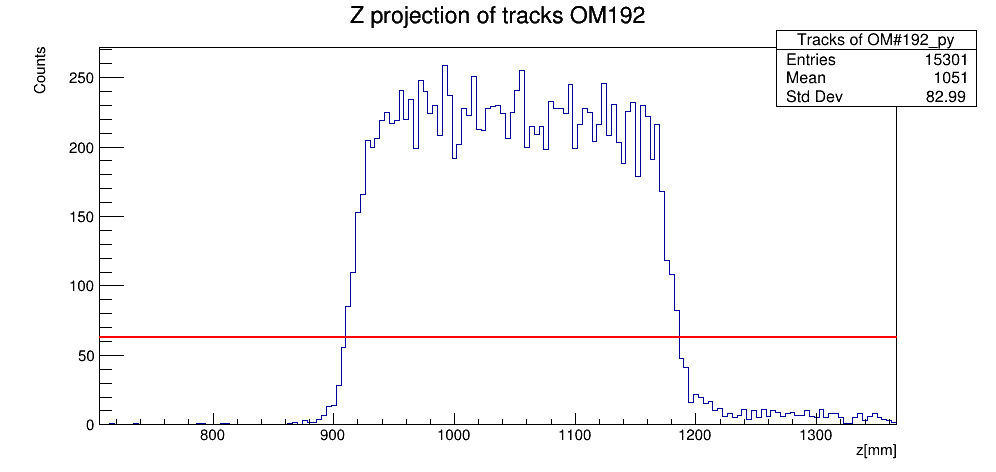 Z projection of tracks OM192
Tracks of OM#192_py
Entries 15301
Mean 1051
Std Dev 82.99
Counts
250
200
150
100
50
0
800 900 1000 1100 1200 1300
z[mm]